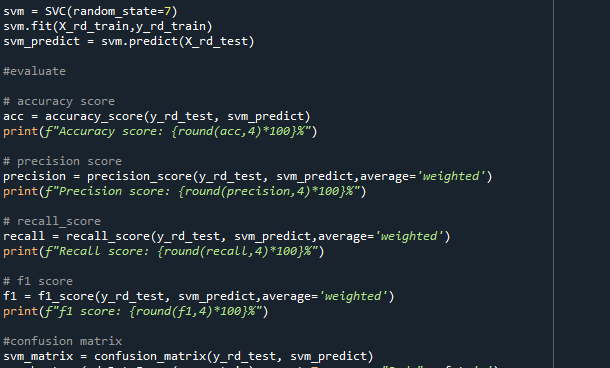 svm = SVC(random_state=7)
svm.fit(X_rd_train,y_rd_train)
svm_predict = svm.predict(X_rd_test)
#evaluate
# accuracy score
acc = accuracy_score(y_rd_test, svm_predict)
print(f"Accuracy score: {round(acc,4)*100}%")
# precision score
precision = precision_score(y_rd_test, svm_predict,average='weighted')
print(f"Precision score: {round(precision,4)*100}%")
# recall_score
recall = recall_score(y_rd_test, svm_predict,average='weighted')
print(f"Recall score: {round(recall,4)*100}%")
# f1 score
f1 = f1_score(y_rd_test, svm_predict,average='weighted')
print(f"f1 score: {round(f1,4)*100}%")
#confusion matrix
svm_matrix = confusion_matrix(y_rd_test, svm_predict)